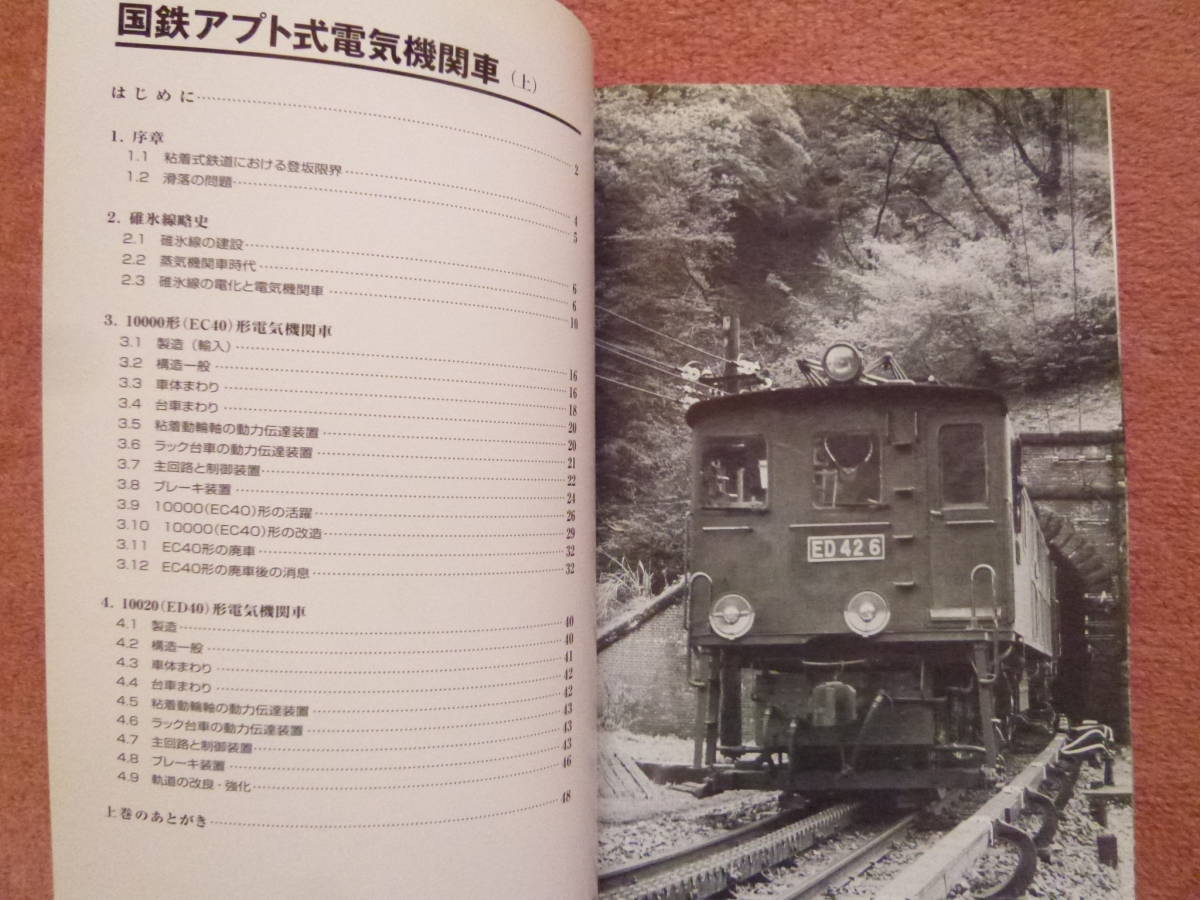 国鉄アプト式電気機関車（上）
はじめに……2
1. 序章
1.1 粘着式鉄道における登坂限界……4
1.2 滑落の問題……5
2. 碓氷線略史
2.1 碓氷線の建設……6
2.2 蒸気機関車時代……6
2.3 碓氷線の電化と電気機関車……10
3. 10000形（EC40）形電気機関車
3.1 製造（輸入）……16
3.2 構造一般……16
3.3 車体まわり……18
3.4 台車まわり……20
3.5 粘着動輪軸の動力伝達装置……20
3.6 ラック台車の動力伝達装置……21
3.7 主回路と制御装置……22
3.8 ブレーキ装置……24
3.9 10000(EC40)形の活躍……26
3.10 10000(EC40)形の改造……29
3.11 EC40形の廃車……32
3.12 EC40形の廃車後の消息……32
4. 10020（ED40）形電気機関車
4.1 製造……40
4.2 構造一般……40
4.3 車体まわり……41
4.4 台車まわり……42
4.5 粘着動輪軸の動力伝達装置……42
4.6 ラック台車の動力伝達装置……43
4.7 主回路と制御装置……43
4.8 ブレーキ装置……43
4.9 軌道の改良・強化……46
上巻のあとがき……48
ED42 6